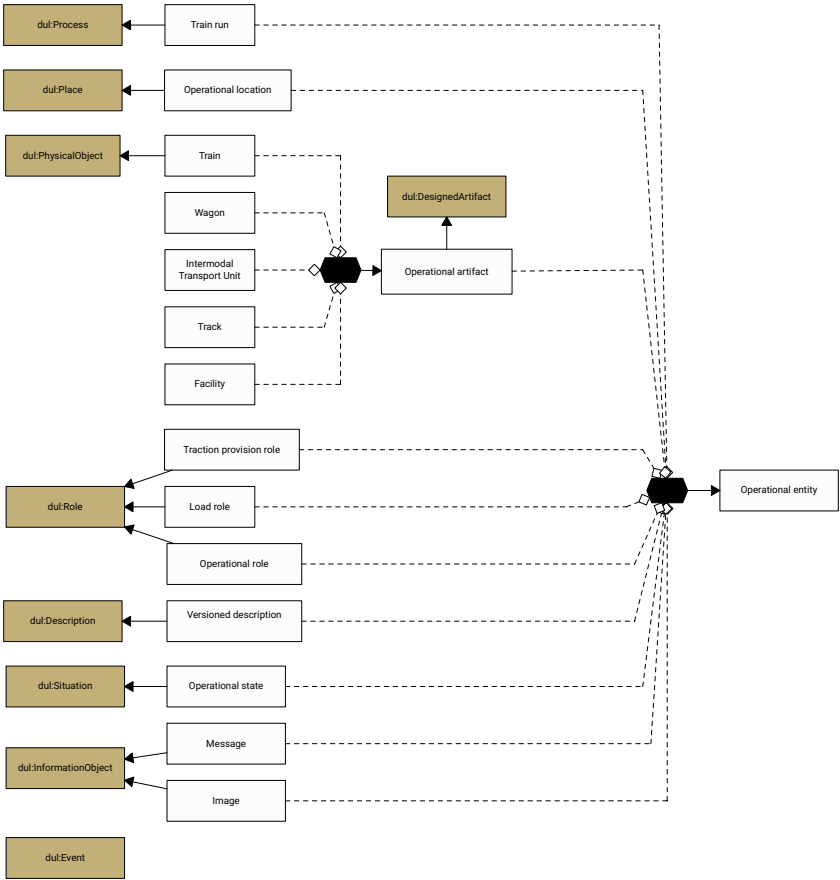 dul:Process
Train run
dul:Place
Operational location
dul:PhysicalObject
Train
dul:DesignedArtifact
Wagon
Intermodal
Transport Unit
Operational artifact
Track
Facility
Traction provision role
dul:Role
Load role
Operational entity
Operational role
dul:Description
Versioned description
dul:Situation
Operational state
Message
dul:InformationObject
Image
dul:Event